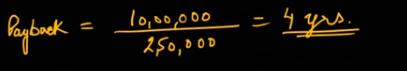 Payback = 10,00,000 / 2,50,000 = 4 yrs.